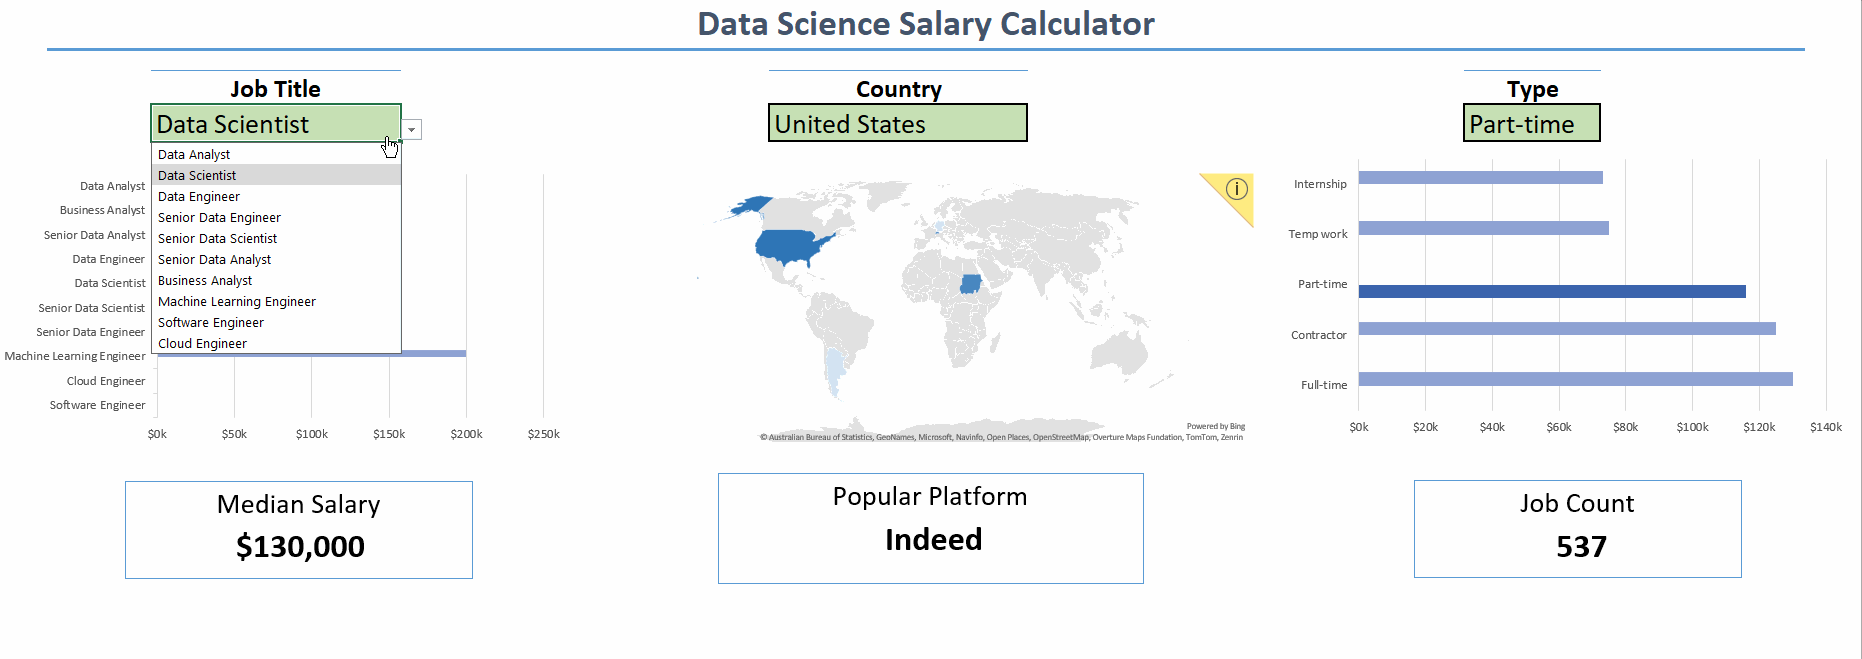 Data Science Salary Calculator
Job Title
Data Scientist
Data Analyst
Data Scientist
Data Engineer
Senior Data Engineer
Senior Data Scientist
Senior Data Analyst
Business Analyst
Machine Learning Engineer
Software Engineer
Cloud Engineer
Data Analyst
Business Analyst
Senior Data Analyst
Data Engineer
Data Scientist
Senior Data Scientist
Senior Data Engineer
Machine Learning Engineer
Cloud Engineer
Software Engineer
$0k $50k $100k $150k $200k $250k
Median Salary
$130,000
Country
United States
i
Powered by Bing
© Australian Bureau of Statistics, GeoNames, Microsoft, Navinfo, Open Places, OpenStreetMap, Overture Maps Fundation, TomTom, Zenrin
Popular Platform
Indeed
Type
Part-time
Internship
Temp work
Part-time
Contractor
Full-time
$0k $20k $40k $60k $80k $100k $120k $140k
Job Count
537